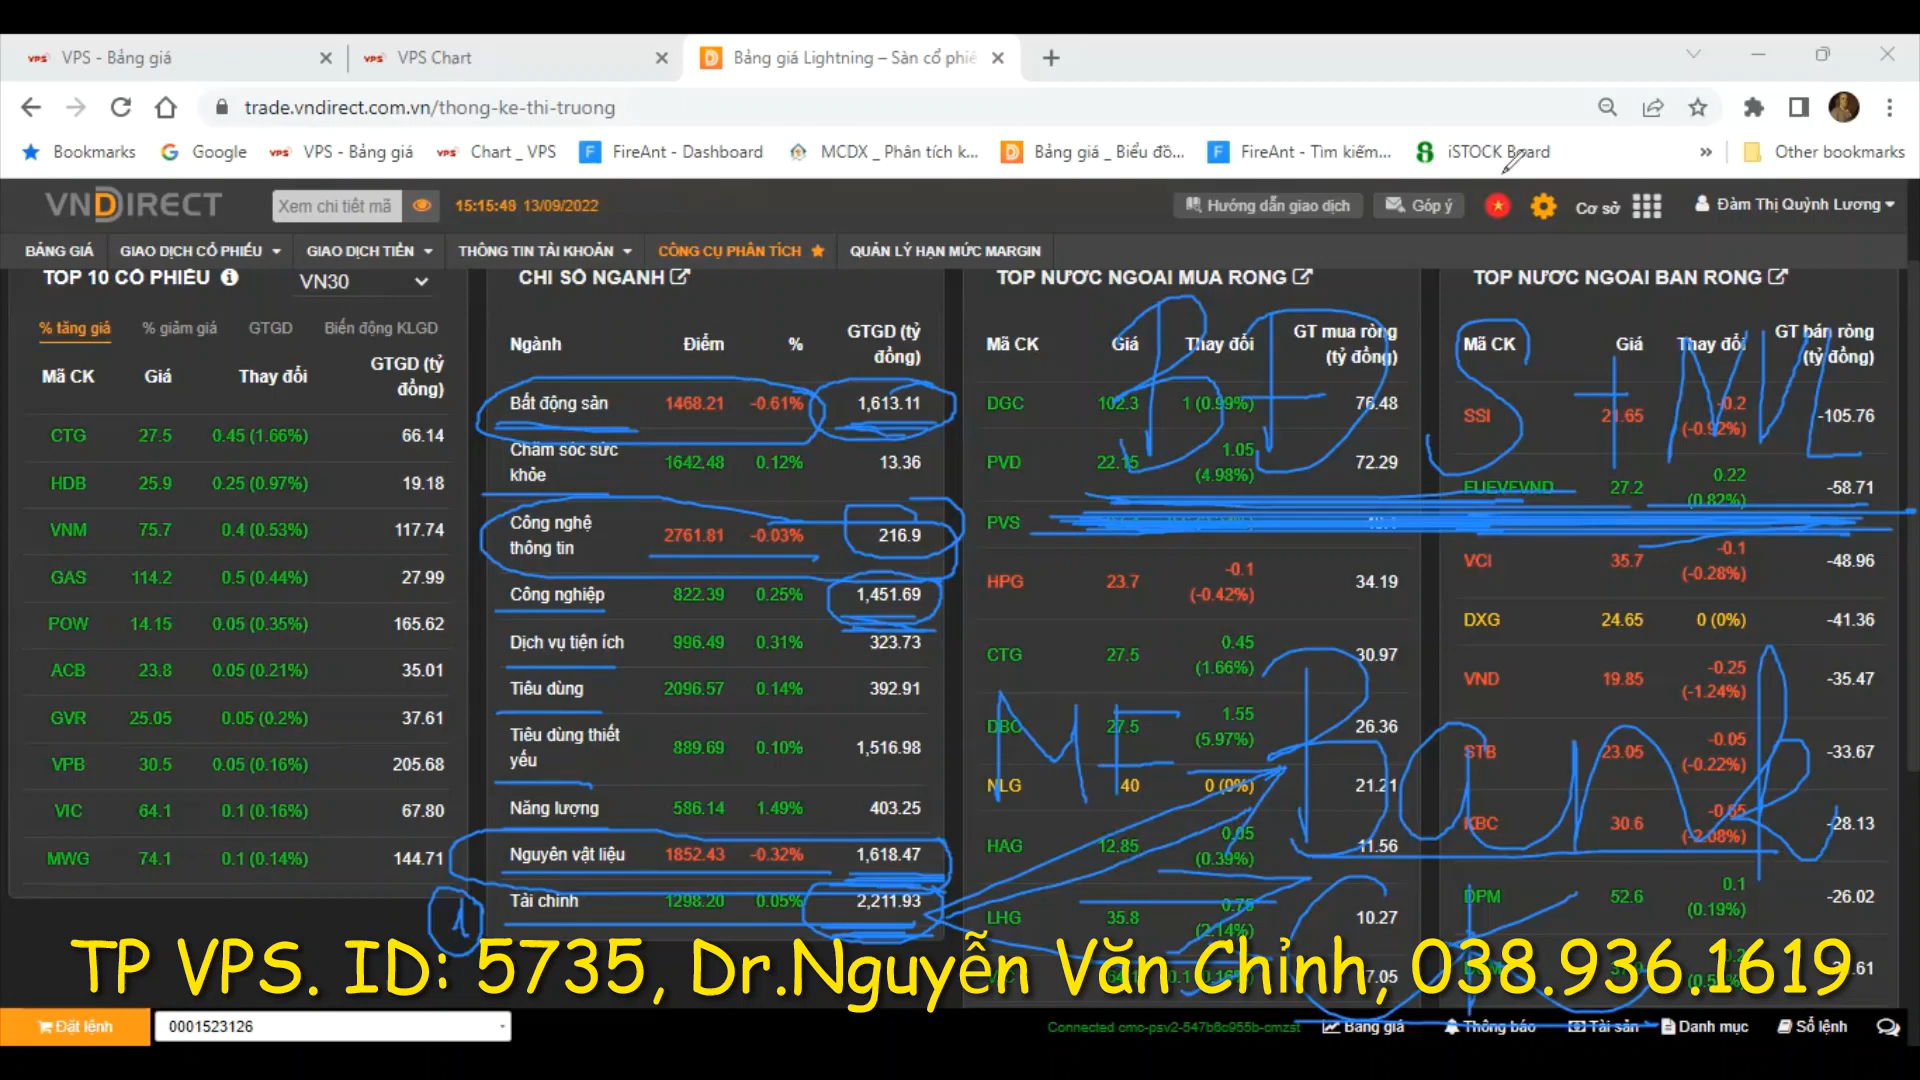 VPS - Bảng giá
VPS Chart
Bảng giá Lightning – Sàn cổ phiế
trade.vndirect.com.vn/thong-ke-thi-truong
Bookmarks Google VPS - Bảng giá Chart _ VPS FireAnt - Dashboard MCDX _ Phân tích k... Bảng giá _ Biểu đồ... FireAnt - Tìm kiếm... iSTOCK Board » Other bookmarks
VNDIRECT Xem chi tiết mã 15:15:48 13/09/2022 Hướng dẫn giao dịch Góp ý Cơ sở Đàm Thị Quỳnh Lương
BẢNG GIÁ GIAO DỊCH CỔ PHIẾU GIAO DỊCH TIỀN THÔNG TIN TÀI KHOẢN CÔNG CỤ PHÂN TÍCH QUẢN LÝ HẠN MỨC MARGIN
TOP 10 CỔ PHIẾU VN30
% tăng giá % giảm giá GTGD Biến động KLGD
Mã CK Giá Thay đổi GTGD (tỷ đồng)
CTG 27.5 0.45 (1.66%) 66.14
HDB 25.9 0.25 (0.97%) 19.18
VNM 75.7 0.4 (0.53%) 117.74
GAS 114.2 0.5 (0.44%) 27.99
POW 14.15 0.05 (0.35%) 165.62
ACB 23.8 0.05 (0.21%) 35.01
GVR 25.05 0.05 (0.2%) 37.61
VPB 30.5 0.05 (0.16%) 205.68
VIC 64.1 0.1 (0.16%) 67.80
MWG 74.1 0.1 (0.14%) 144.71
CHỈ SỐ NGÀNH
Ngành Điểm % GTGD (tỷ đồng)
Bất động sản 1468.21 -0.61% 1,613.11
Chăm sóc sức khỏe 1642.48 0.12% 13.36
Công nghệ thông tin 2761.81 -0.03% 216.9
Công nghiệp 822.39 0.25% 1,451.69
Dịch vụ tiện ích 996.49 0.31% 323.73
Tiêu dùng 2096.57 0.14% 392.91
Tiêu dùng thiết yếu 889.69 0.10% 1,516.98
Năng lượng 586.14 1.49% 403.25
Nguyên vật liệu 1852.43 -0.32% 1,618.47
Tài chính 1298.20 0.05% 2,211.93
1
TOP NƯỚC NGOÀI MUA RÒNG
Mã CK Giá Thay đổi GT mua ròng (tỷ đồng)
DGC 102.3 1 (0.99%) 76.48
PVD 22.15 1.05 (4.98%) 72.29
PVS
HPG 23.7 -0.1 (-0.42%) 34.19
CTG 27.5 0.45 (1.66%) 30.97
DBC 27.5 1.55 (5.97%) 26.36
NLG 40 0 (0%) 21.21
HAG 12.85 0.05 (0.39%) 11.56
LHG 35.8 0.75 (2.14%) 10.27
TOP NƯỚC NGOÀI BÁN RÒNG
Mã CK Giá Thay đổi GT bán ròng (tỷ đồng)
SSI 21.65 -0.2 (-0.92%) -105.76
FUEVFVND 27.2 0.22 (0.82%) -58.71
VCI 35.7 -0.1 (-0.28%) -48.96
DXG 24.65 0 (0%) -41.36
VND 19.85 -0.25 (-1.24%) -35.47
STB 23.05 -0.05 (-0.22%) -33.67
KBC 30.6 -0.65 (-2.08%) -28.13
DPM 52.6 0.1 (0.19%) -26.02
BĐS + NVL
Bank
CK
TP VPS. ID: 5735, Dr.Nguyễn Văn Chỉnh, 038.936.1619
Đặt lệnh 0001523126 Connected cmc-psv2-547b8c955b-cmzst Bảng giá Thông báo Tài sản Danh mục Sổ lệnh